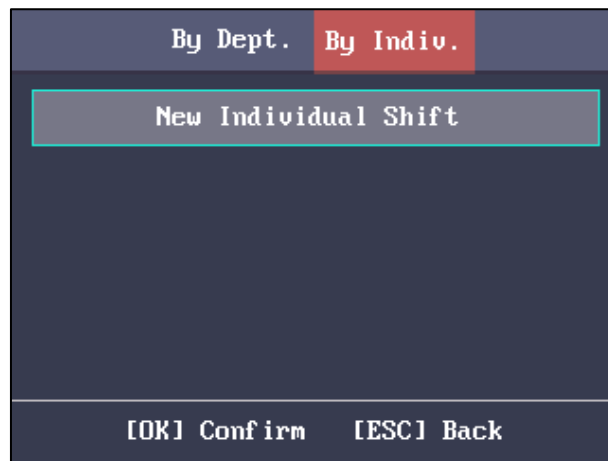 By Dept. By Indiv.
New Individual Shift
[OK] Confirm [ESC] Back